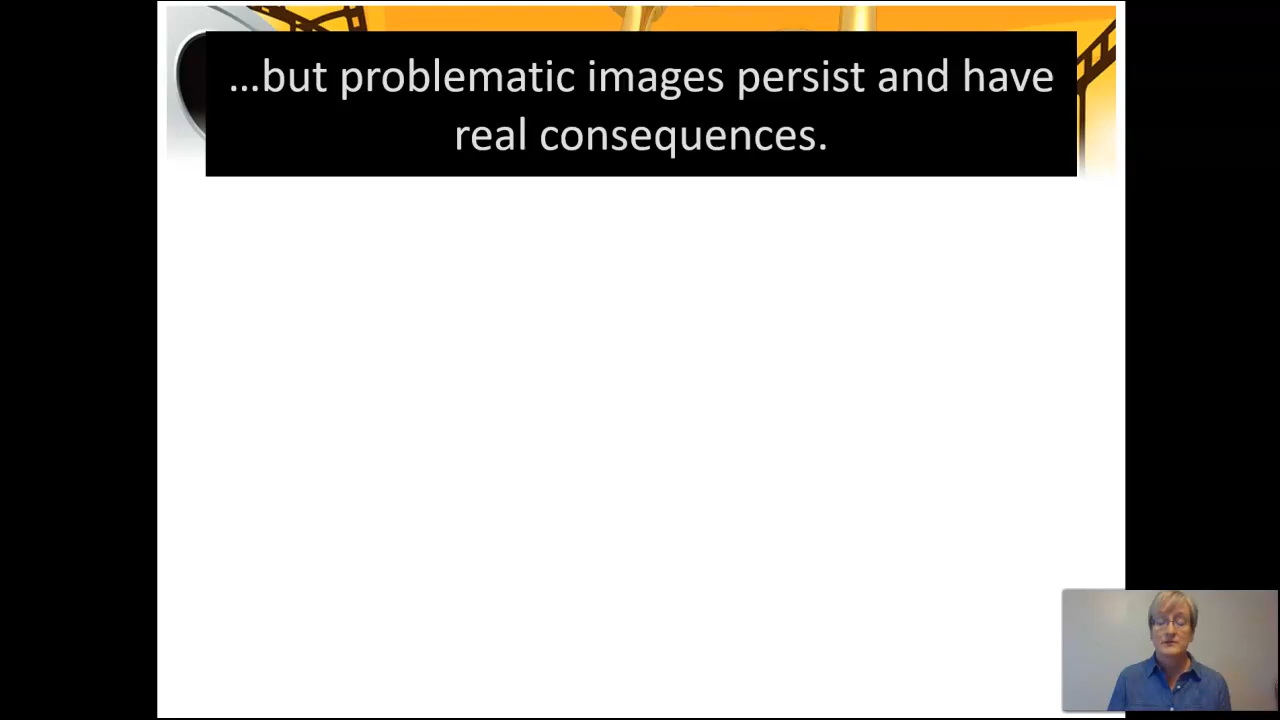 ...but problematic images persist and have
real consequences.